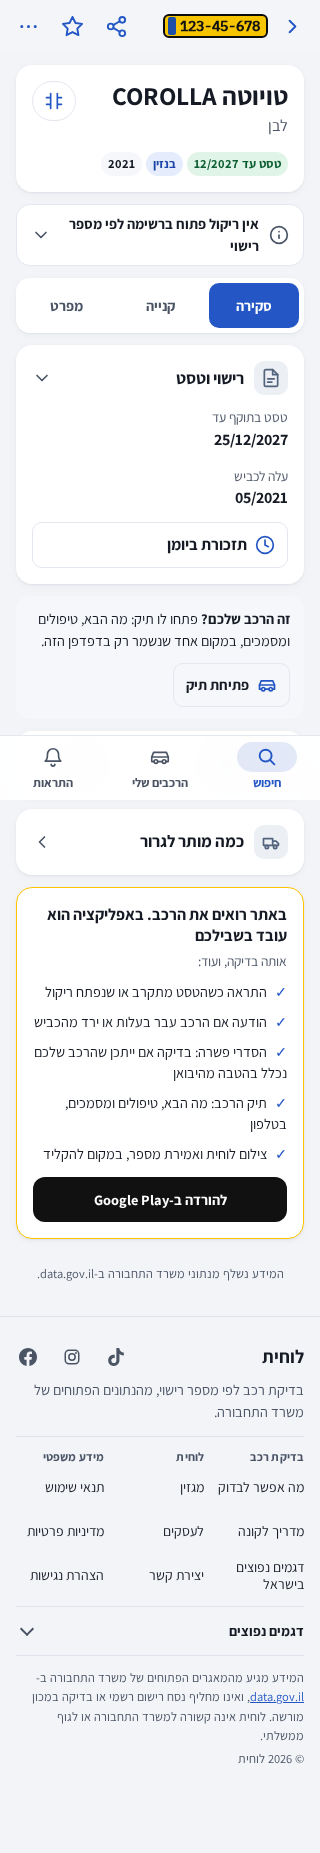 123-45-678
טויוטה COROLLA
לבן
טסט עד 12/2027
בנזין
2021
אין ריקול פתוח ברשימה לפי מספר
רישוי
סקירה
קנייה
מפרט
רישוי וטסט
טסט בתוקף עד
25/12/2027
עלה לכביש
05/2021
תזכורת ביומן
זה הרכב שלכם? פתחו לו תיק: מה הבא, טיפולים
ומסמכים, במקום אחד שנשמר רק בדפדפן הזה.
פתיחת תיק
חיפוש
הרכבים שלי
התראות
כמה מותר לגרור
באתר רואים את הרכב. באפליקציה הוא
עובד בשבילכם
אותה בדיקה, ועוד:
✓ התראה כשהטסט מתקרב או שנפתח ריקול
✓ הודעה אם הרכב עבר בעלות או ירד מהכביש
✓ הסדרי פשרה: בדיקה אם ייתכן שהרכב שלכם
נכלל בהטבה מהיבואן
✓ תיק הרכב: מה הבא, טיפולים ומסמכים,
בטלפון
✓ צילום לוחית ואמירת מספר, במקום להקליד
להורדה ב-Google Play
המידע נשלף מנתוני משרד התחבורה ב-data.gov.il.
לוחית
בדיקת רכב לפי מספר רישוי, מהנתונים הפתוחים של
משרד התחבורה.
בדיקת רכב
לוחית
מידע משפטי
מה אפשר לבדוק
מגזין
תנאי שימוש
מדריך לקונה
לעסקים
מדיניות פרטיות
דגמים נפוצים
בישראל
יצירת קשר
הצהרת נגישות
דגמים נפוצים
המידע מגיע מהמאגרים הפתוחים של משרד התחבורה ב-
data.gov.il, ואינו מחליף נסח רישום רשמי או בדיקה במכון
מורשה. לוחית אינה קשורה למשרד התחבורה או לגוף
ממשלתי.
© 2026 לוחית